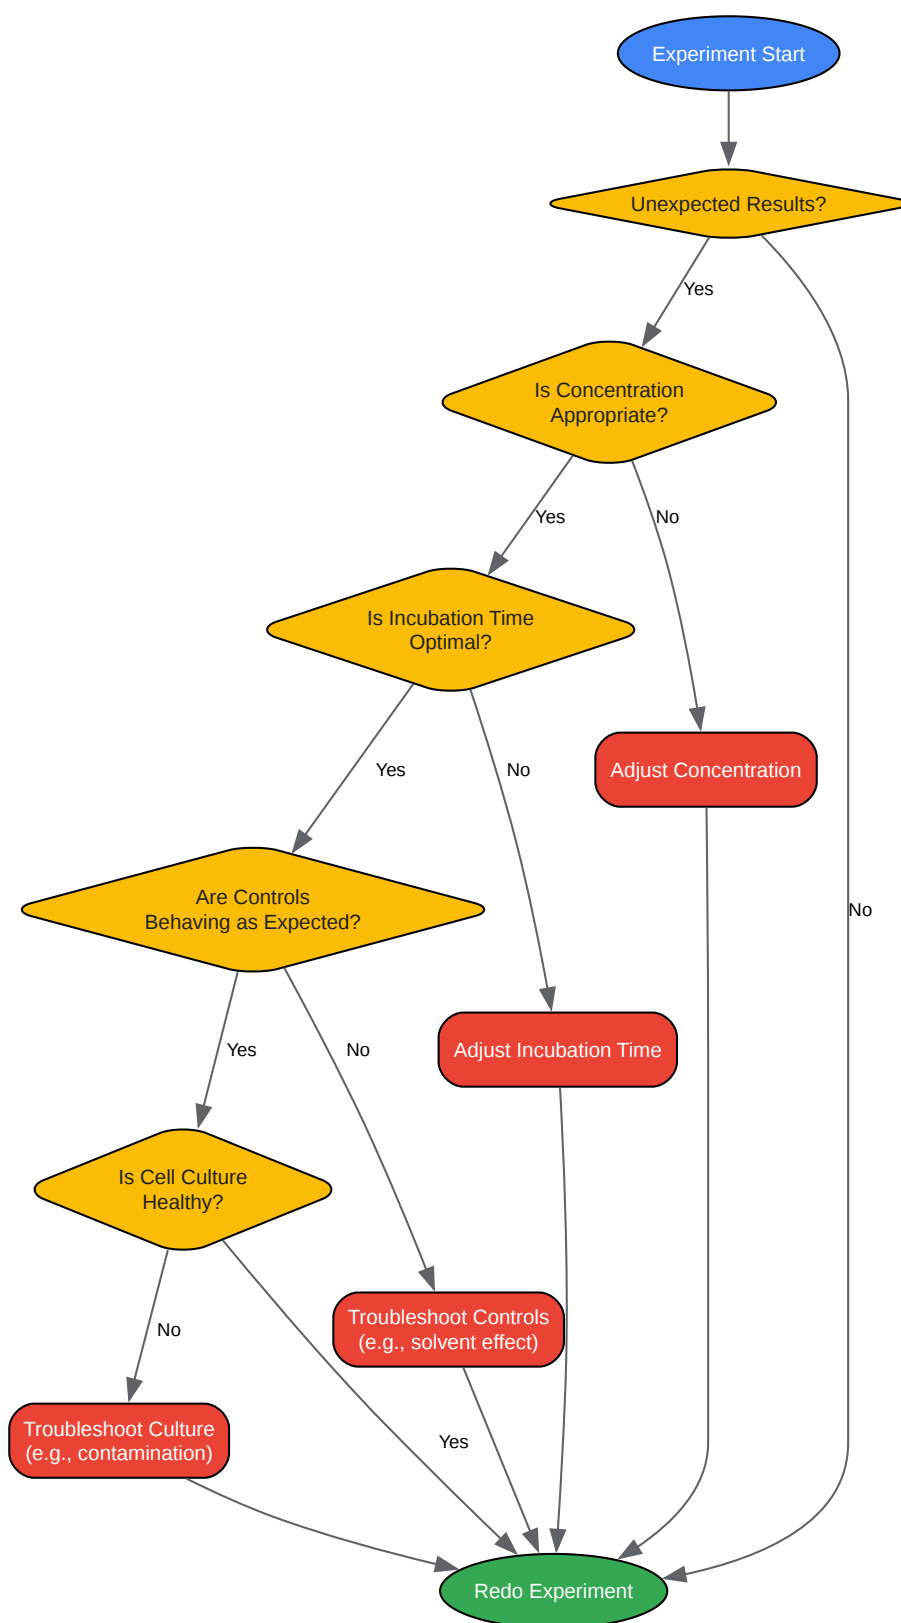 Experiment Start
Unexpected Results?
Yes
Is Concentration
Appropriate?
Yes
No
Is Incubation Time
Optimal?
Yes
No
Adjust Concentration
Are Controls
Behaving as Expected?
No
Yes
No
Adjust Incubation Time
Is Cell Culture
Healthy?
No
Troubleshoot Controls
(e.g., solvent effect)
Troubleshoot Culture
(e.g., contamination)
Yes
Redo Experiment